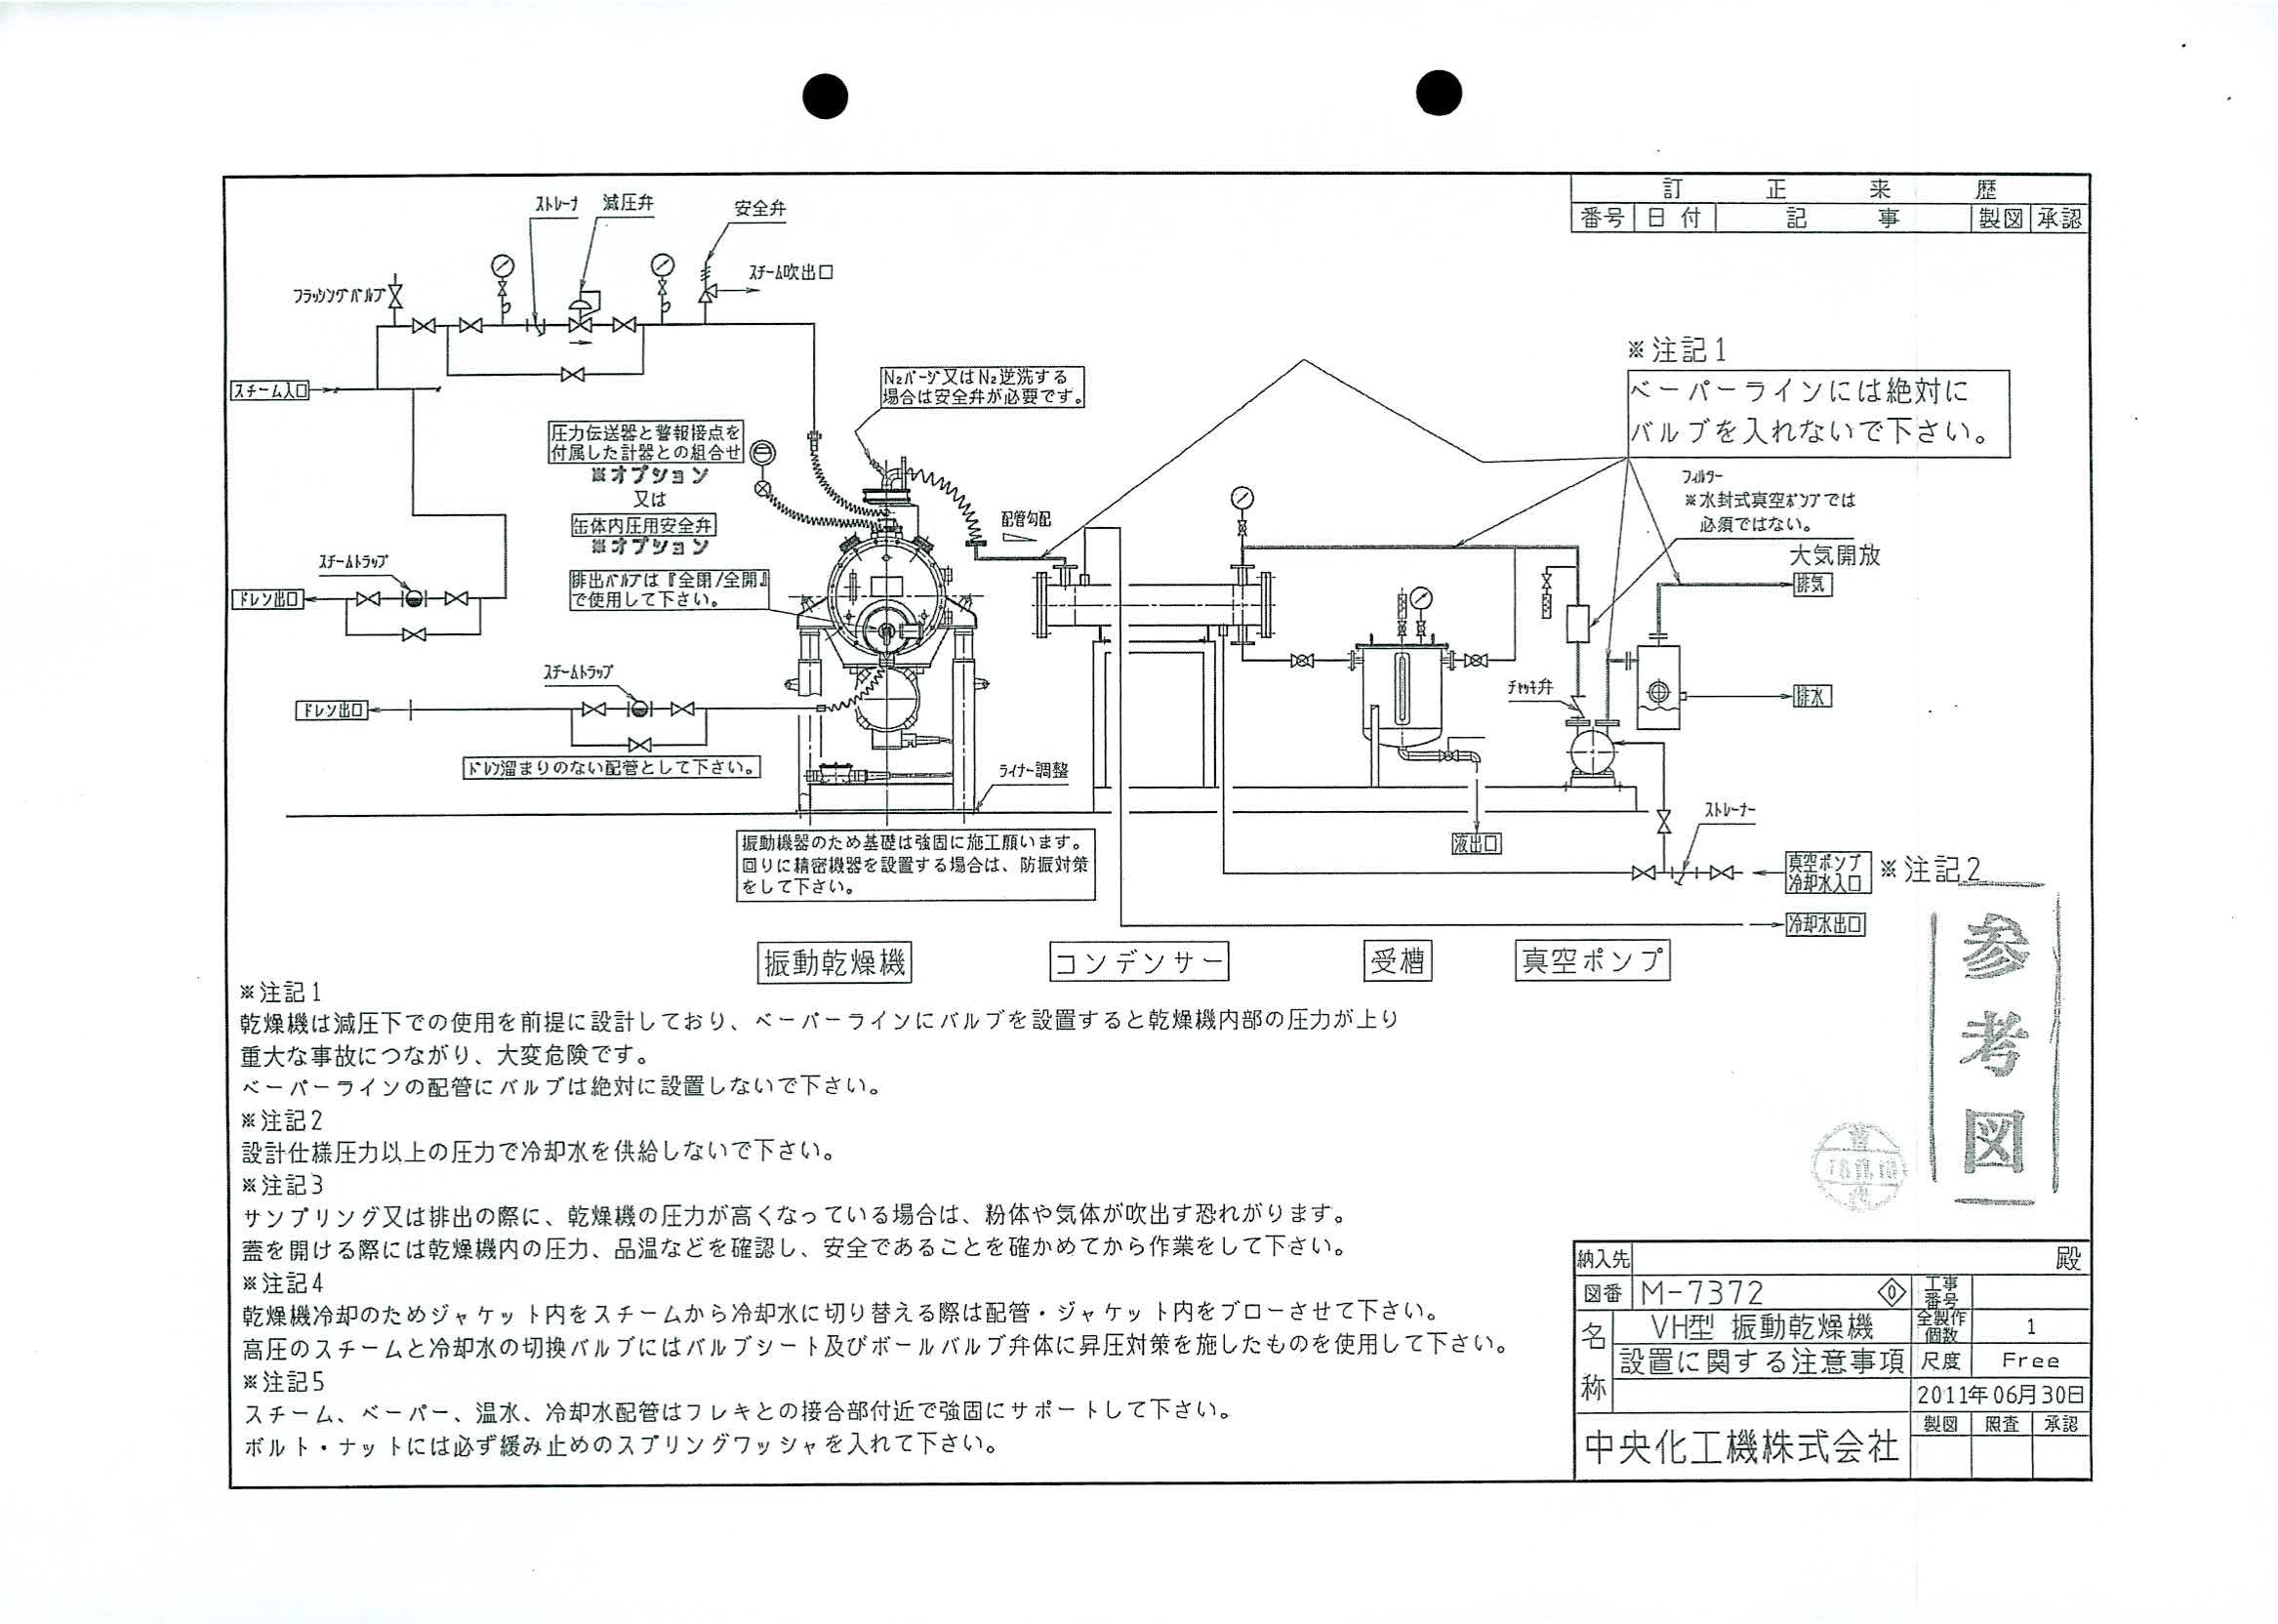 訂正来歴
番号 日付 記事 製図 承認
ストレーナ 減圧弁 安全弁
スチーム吹出口
フラッシングバルブ
スチーム入口
※注記1
ベーパーラインには絶対に
バルブを入れないで下さい。
N₂パージ又はN₂逆洗する
場合は安全弁が必要です。
圧力伝送器と警報接点を
付属した計器との組合せ
※オプション
又は
缶体内圧用安全弁
※オプション
排出バルブは『全閉/全開』
で使用して下さい。
配管勾配
フィルター
※水封式真空ポンプでは
必須ではない。
大気開放
排気
スチームトラップ
ドレン出口
スチームトラップ
ドレン出口
チャッキ弁
排水
ドレン溜まりのない配管として下さい。
ライナー調整
ストレーナー
液出口
振動機器のため基礎は強固に施工願います。
回りに精密機器を設置する場合は、防振対策
をして下さい。
真空ポンプ
冷却水入口
※注記2
冷却水出口
振動乾燥機 コンデンサー 受槽 真空ポンプ
参考図
※注記1
乾燥機は減圧下での使用を前提に設計しており、ベーパーラインにバルブを設置すると乾燥機内部の圧力が上り
重大な事故につながり、大変危険です。
ベーパーラインの配管にバルブは絶対に設置しないで下さい。
※注記2
設計仕様圧力以上の圧力で冷却水を供給しないで下さい。
※注記3
サンプリング又は排出の際に、乾燥機の圧力が高くなっている場合は、粉体や気体が吹出す恐れがります。
蓋を開ける際には乾燥機内の圧力、品温などを確認し、安全であることを確かめてから作業をして下さい。
※注記4
乾燥機冷却のためジャケット内をスチームから冷却水に切り替える際は配管・ジャケット内をブローさせて下さい。
高圧のスチームと冷却水の切換バルブにはバルブシート及びボールバルブ弁体に昇圧対策を施したものを使用して下さい。
※注記5
スチーム、ベーパー、温水、冷却水配管はフレキとの接合部付近で強固にサポートして下さい。
ボルト・ナットには必ず緩み止めのスプリングワッシャを入れて下さい。
納入先 殿
図番 M-7372 0 工事番号
名称 VH型 振動乾燥機 全製作個数 1
設置に関する注意事項 尺度 Free
2011年06月30日
製図 照査 承認
中央化工機株式会社